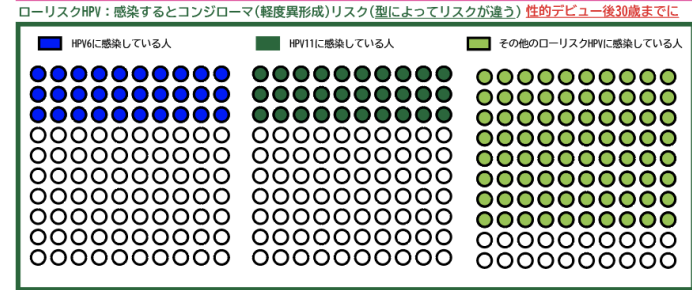 ローリスクHPV：感染するとコンジローマ(軽度異形成)リスク(型によってリスクが違う) 性的デビュー後30歳までに
HPV6に感染している人
HPV11に感染している人
その他のローリスクHPVに感染している人